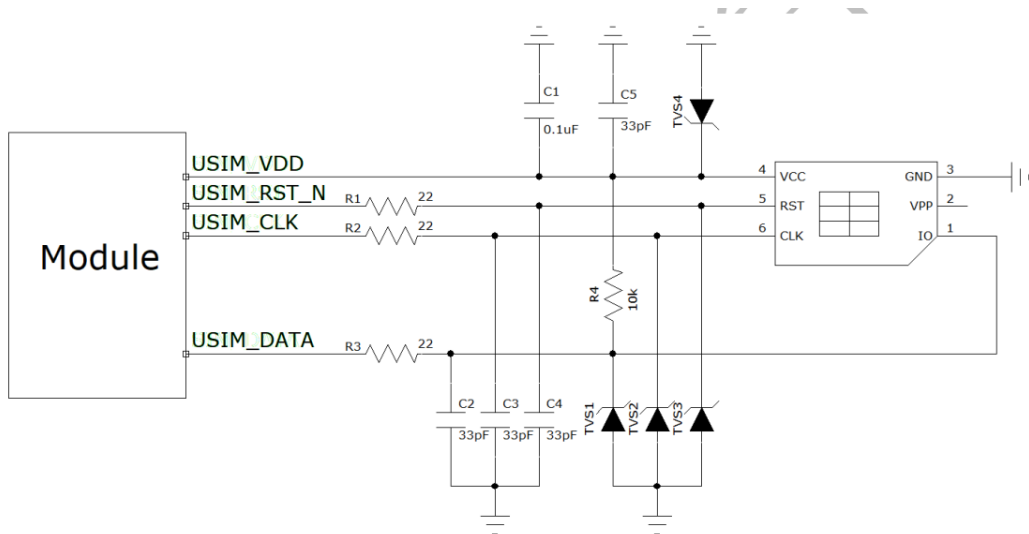 C1
0.1uF
C5
33pF
TVS4
USIM_VDD
4
VCC
GND
3
USIM_RST_N
R1
22
5
RST
VPP
2
USIM_CLK
R2
22
6
CLK
IO
1
Module
R4
10k
USIM_DATA
R3
22
C2
33pF
C3
33pF
C4
33pF
TVS1
TVS2
TVS3